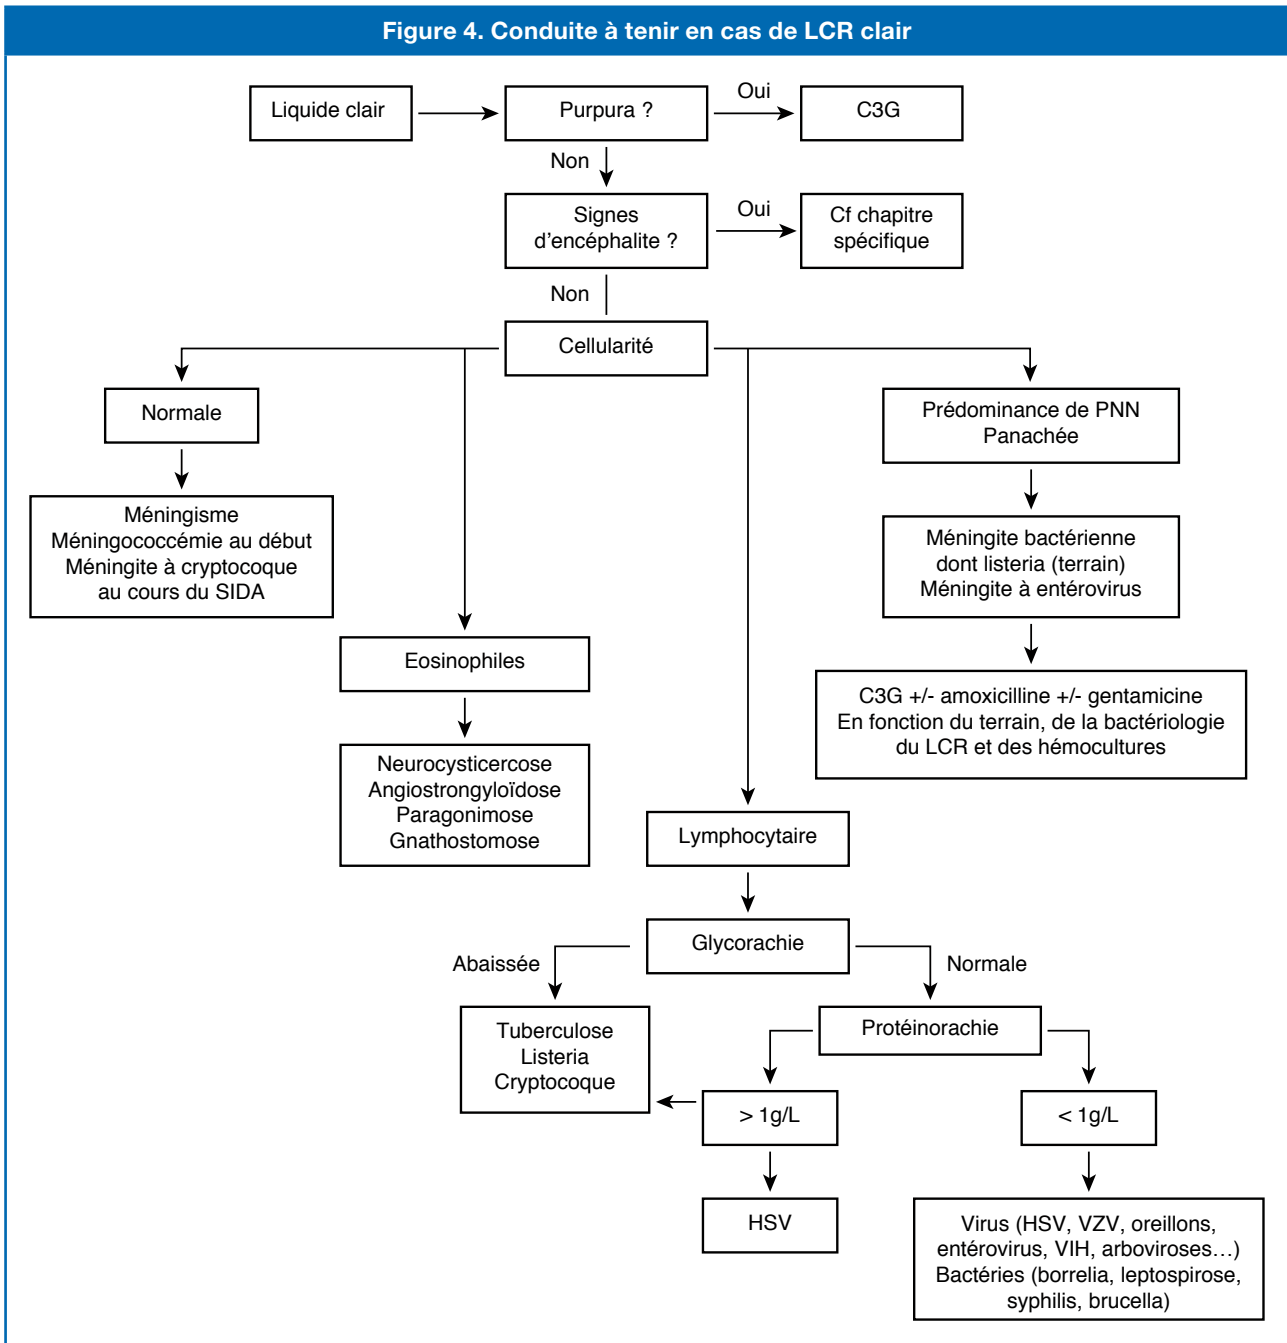 Figure 4. Conduite à tenir en cas de LCR clair
Liquide clair
Purpura ?
Oui
C3G
Non
Signes
d'encéphalite ?
Oui
Cf chapitre
spécifique
Non
Cellularité
Normale
Méningisme
Méningococcémie au début
Méningite à cryptocoque
au cours du SIDA
Eosinophiles
Neurocysticercose
Angiostrongyloïdose
Paragonimose
Gnathostomose
Prédominance de PNN
Panachée
Méningite bactérienne
dont listeria (terrain)
Méningite à entérovirus
C3G +/- amoxicilline +/- gentamicine
En fonction du terrain, de la bactériologie
du LCR et des hémocultures
Lymphocytaire
Glycorachie
Abaissée
Normale
Tuberculose
Listeria
Cryptocoque
Protéinorachie
> 1g/L
< 1g/L
HSV
Virus (HSV, VZV, oreillons,
entérovirus, VIH, arboviroses…)
Bactéries (borrelia, leptospirose,
syphilis, brucella)